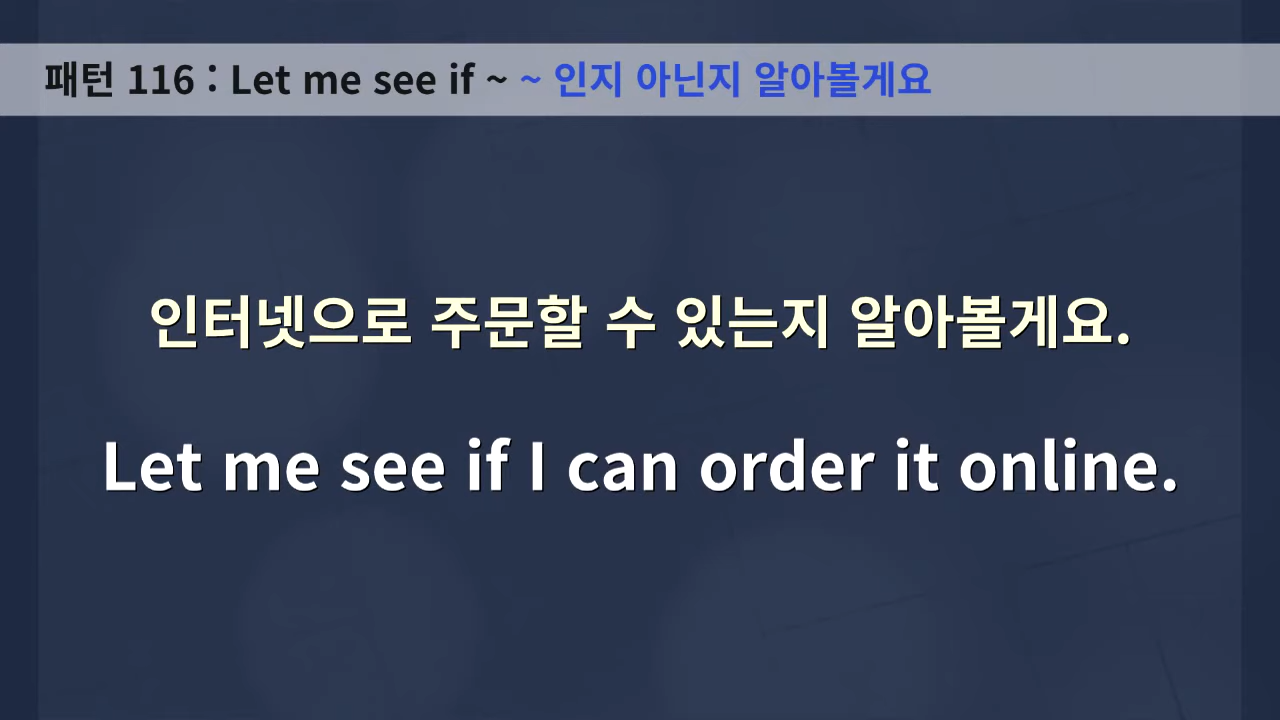 패턴 116 : Let me see if ~ ~ 인지 아닌지 알아볼게요
인터넷으로 주문할 수 있는지 알아볼게요.
Let me see if I can order it online.